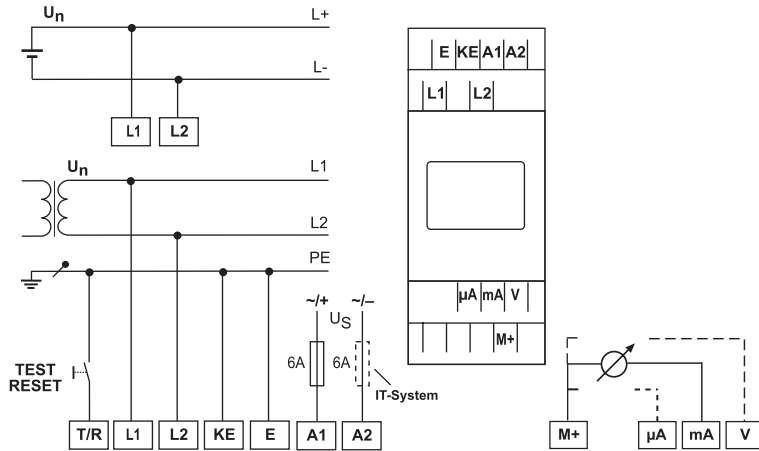 Un L+
L-
L1 L2
Un L1
L2
PE
~/+ ~/–
US
6A 6A
TEST
RESET
IT-System
T/R L1 L2 KE E A1 A2
E KE A1 A2
L1 L2
µA mA V
M+
M+ µA mA V